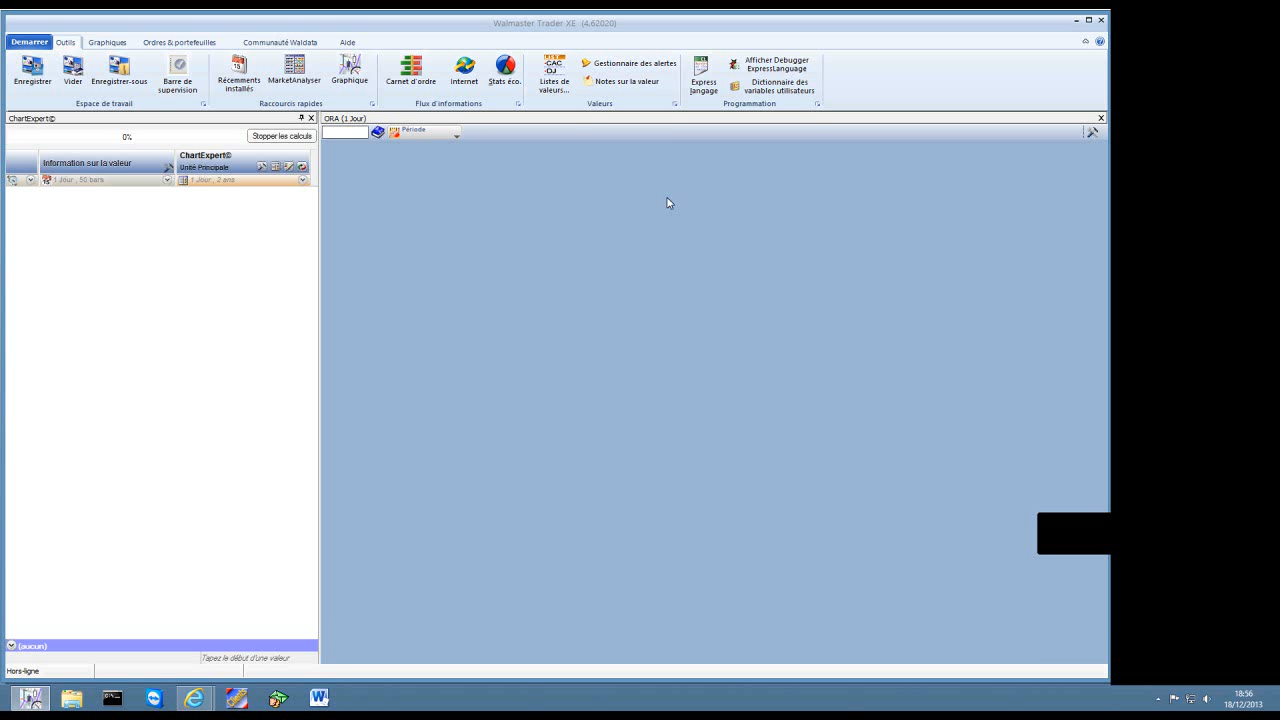 Walmaster Trader XE (4.62020)
Demarrer Outils Graphiques Ordres & portefeuilles Communauté Waldata Aide
Enregistrer Vider Enregistrer-sous Barre de supervision
Espace de travail
Récemments installés MarketAnalyser Graphique
Raccourcis rapides
Carnet d'ordre Internet Stats éco.
Flux d'informations
LIST CAC DJ
Listes de valeurs... Gestionnaire des alertes
Notes sur la valeur
Valeurs
Express langage Afficher Debugger ExpressLanguage
Dictionnaire des variables utilisateurs
Programmation
ChartExpert© ORA (1 Jour)
0% Stopper les calculs Période
Information sur la valeur ChartExpert©
Unité Principale
1 Jour , 50 bars 1 Jour , 2 ans
(aucun)
Tapez le début d'une valeur
Hors-ligne
18:56
18/12/2013